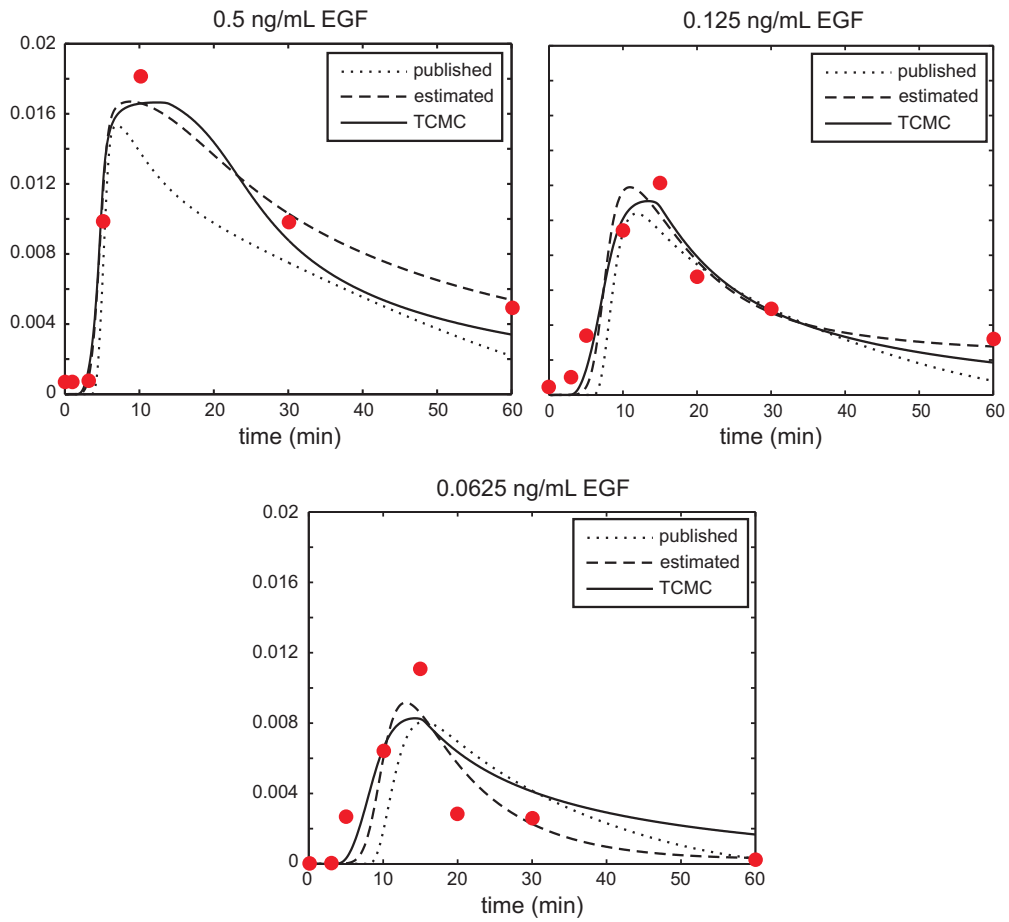 0.5 ng/mL EGF
0.02
0.016
0.012
0.008
0.004
0
published
estimated
TCMC
0 10 20 30 40 50 60
time (min)
0.125 ng/mL EGF
published
estimated
TCMC
0 10 20 30 40 50 60
time (min)
0.0625 ng/mL EGF
0.02
0.016
0.012
0.008
0.004
0
published
estimated
TCMC
0 10 20 30 40 50 60
time (min)